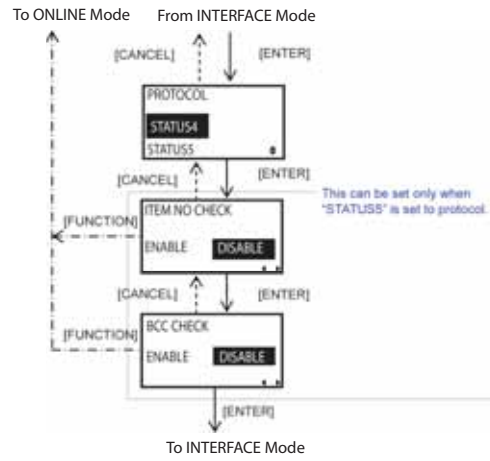 To ONLINE Mode
From INTERFACE Mode
[CANCEL]
[ENTER]
PROTOCOL
STATUS4
STATUS5
[CANCEL]
[ENTER]
This can be set only when
"STATUS5" is set to protocol.
[FUNCTION]
ITEM NO CHECK
ENABLE DISABLE
[CANCEL]
[ENTER]
[FUNCTION]
BCC CHECK
ENABLE DISABLE
[ENTER]
To INTERFACE Mode